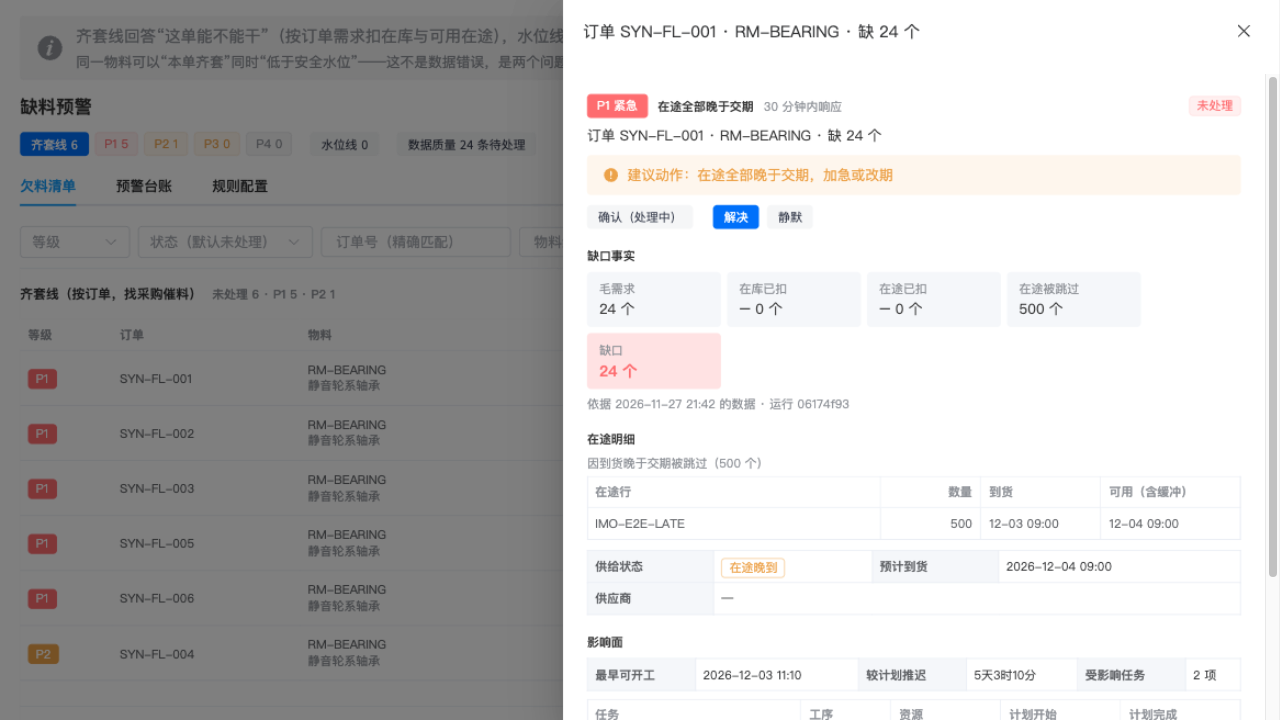 齐套线回答“这单能不能干”（按订单需求扣在库与可用在途），水位线
同一物料可以“本单齐套”同时“低于安全水位”——这不是数据错误，是两个问题
缺料预警
齐套线 6 P1 5 P2 1 P3 0 P4 0 水位线 0 数据质量 24 条待处理
欠料清单 预警台账 规则配置
等级 状态（默认未处理） 订单号（精确匹配） 物料
齐套线（按订单，找采购催料） 未处理 6 · P1 5 · P2 1
等级 订单 物料
P1 SYN-FL-001 RM-BEARING
静音轮系轴承
P1 SYN-FL-002 RM-BEARING
静音轮系轴承
P1 SYN-FL-003 RM-BEARING
静音轮系轴承
P1 SYN-FL-005 RM-BEARING
静音轮系轴承
P1 SYN-FL-006 RM-BEARING
静音轮系轴承
P2 SYN-FL-004 RM-BEARING
静音轮系轴承
订单 SYN-FL-001 · RM-BEARING · 缺 24 个
P1 紧急 在途全部晚于交期 30 分钟内响应 未处理
订单 SYN-FL-001 · RM-BEARING · 缺 24 个
建议动作：在途全部晚于交期，加急或改期
确认（处理中） 解决 静默
缺口事实
毛需求 在库已扣 在途已扣 在途被跳过
24 个 − 0 个 − 0 个 500 个
缺口
24 个
依据 2026-11-27 21:42 的数据 · 运行 06174f93
在途明细
因到货晚于交期被跳过（500 个）
在途行 数量 到货 可用（含缓冲）
IMO-E2E-LATE 500 12-03 09:00 12-04 09:00
供给状态 在途晚到 预计到货 2026-12-04 09:00
供应商 —
影响面
最早可开工 2026-12-03 11:10 较计划推迟 5天3时10分 受影响任务 2 项
任务 工序 资源 计划开始 计划完成